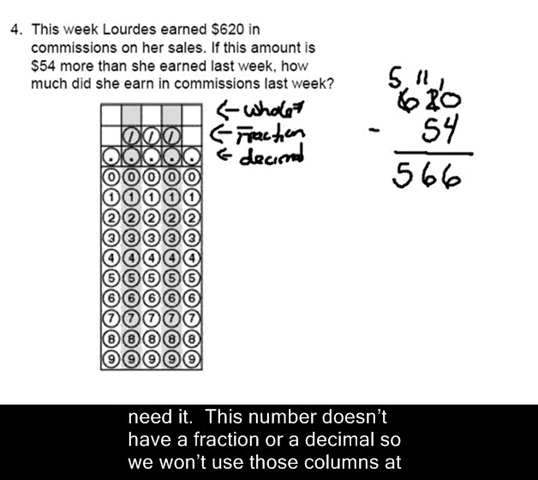 4. This week Lourdes earned $620 in
commissions on her sales. If this amount is
$54 more than she earned last week, how
much did she earn in commissions last week?
5 11 1
620
- 54
566
<- whole #
<- Fraction
<- decimal
/ / /
. . . . .
0 0 0 0 0
1 1 1 1 1
2 2 2 2 2
3 3 3 3 3
4 4 4 4 4
5 5 5 5 5
6 6 6 6 6
7 7 7 7 7
8 8 8 8 8
9 9 9 9 9
need it. This number doesn't
have a fraction or a decimal so
we won't use those columns at